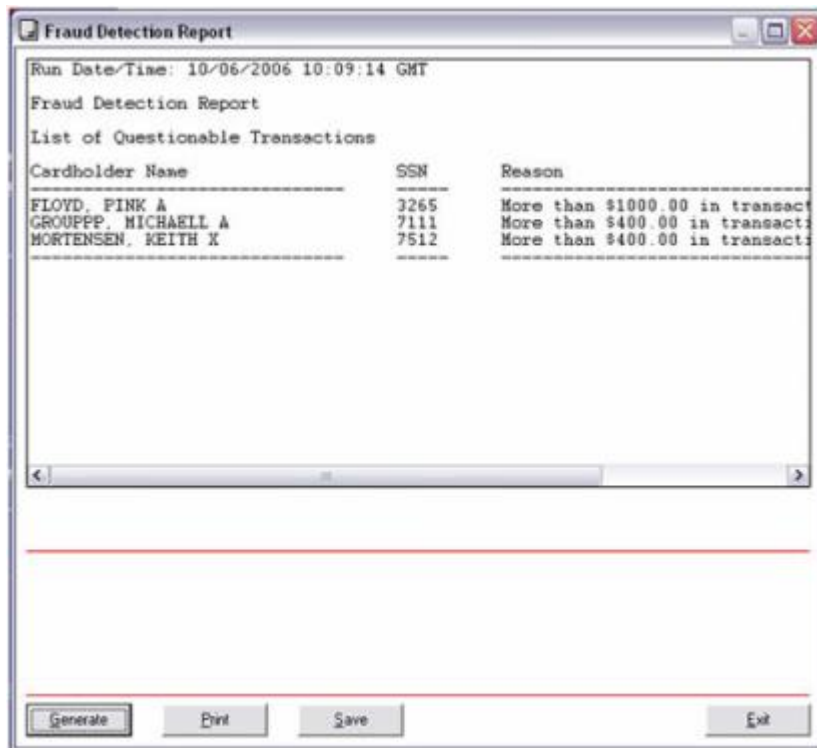 Fraud Detection Report
Run Date/Time: 10/06/2006 10:09:14 GMT
Fraud Detection Report
List of Questionable Transactions
Cardholder Name SSN Reason
------------------------------ ----- ------------------------------
FLOYD, PINK A 3265 More than $1000.00 in transact
GROUPPP, MICHAELL A 7111 More than $400.00 in transacti
MORTENSEN, KEITH X 7512 More than $400.00 in transacti
------------------------------ ----- ------------------------------
Generate Print Save Exit